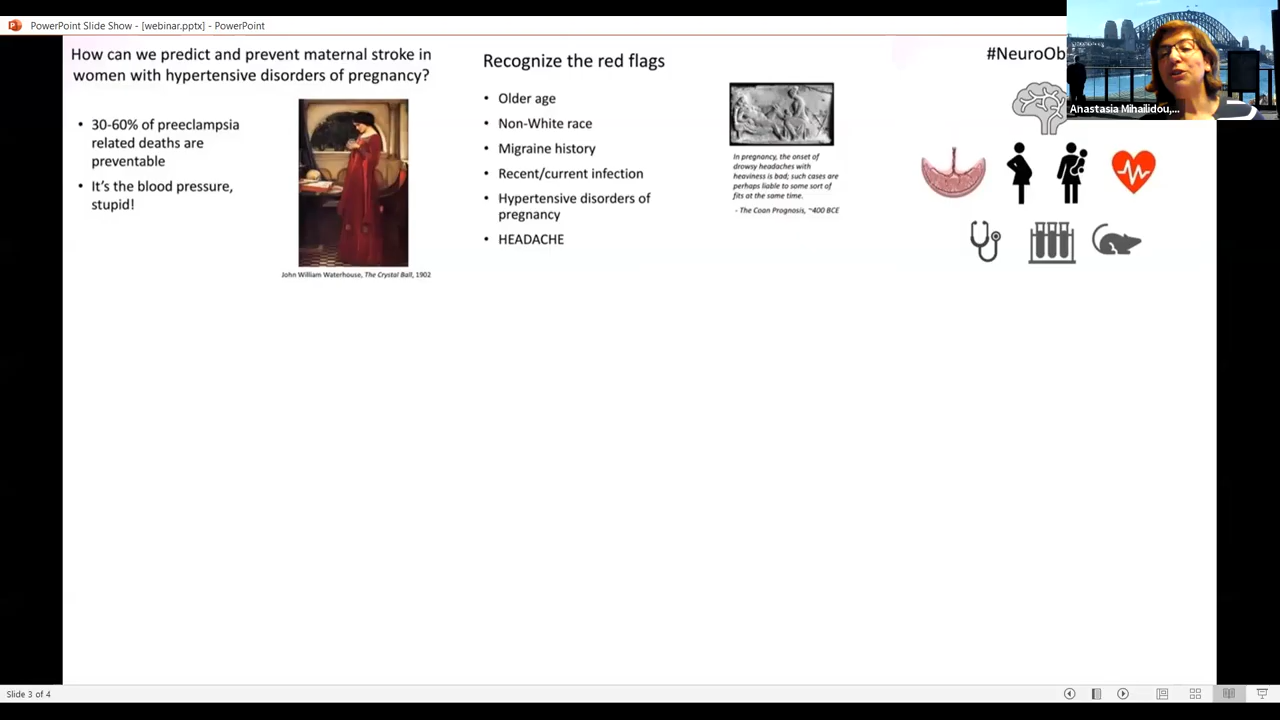 PowerPoint Slide Show - [webinar.pptx] - PowerPoint
How can we predict and prevent maternal stroke in
women with hypertensive disorders of pregnancy?
• 30-60% of preeclampsia
related deaths are
preventable
• It's the blood pressure,
stupid!
John William Waterhouse, The Crystal Ball, 1902
Recognize the red flags
• Older age
• Non-White race
• Migraine history
• Recent/current infection
• Hypertensive disorders of
pregnancy
• HEADACHE
In pregnancy, the onset of
drowsy headaches with
heaviness is bad; such cases are
perhaps liable to some sort of
fits at the same time.
- The Coan Prognosis, ~400 BCE
#NeuroOb
Anastasia Mihailidou,...
Slide 3 of 4